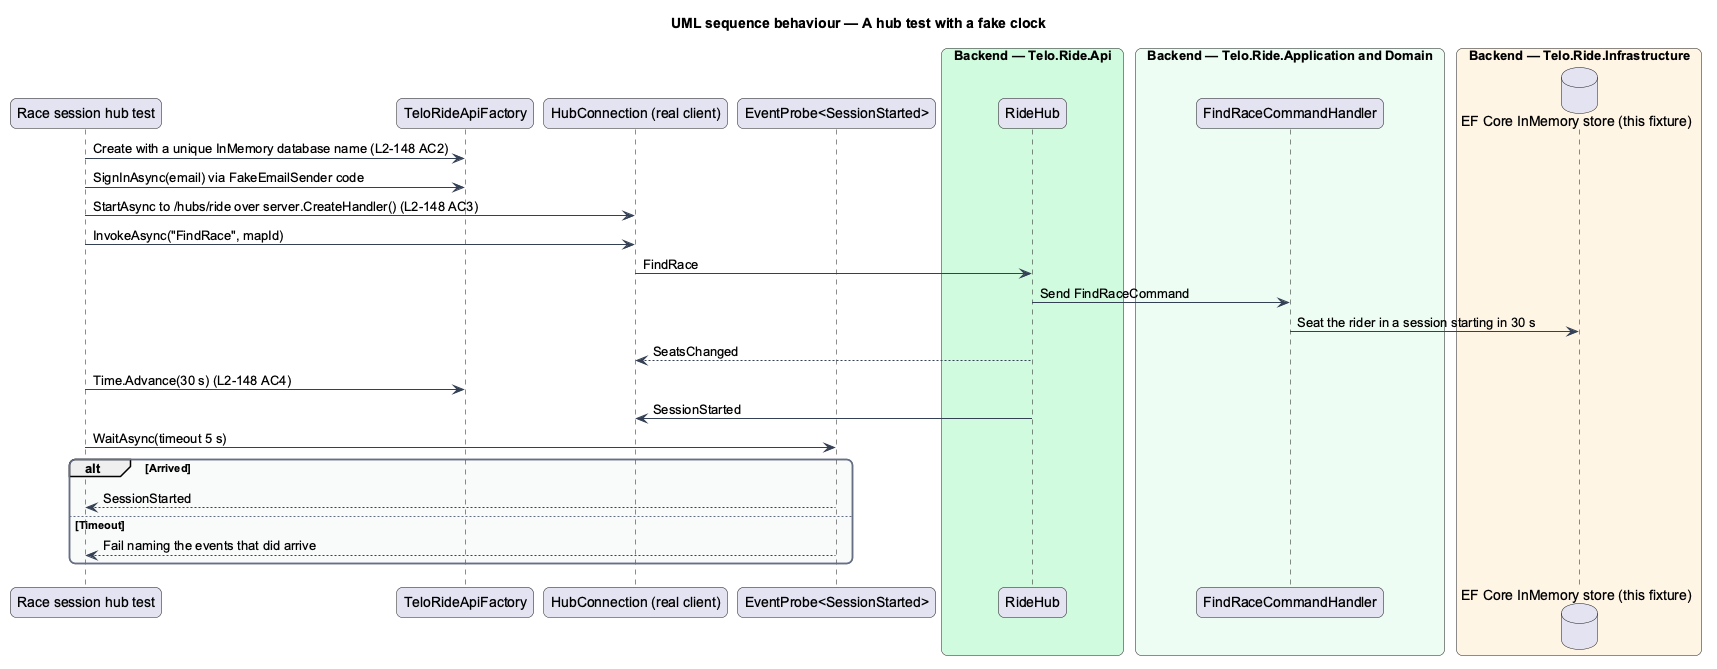 UML sequence behaviour — A hub test with a fake clock
Backend — Telo.Ride.Api
Backend — Telo.Ride.Application and Domain
Backend — Telo.Ride.Infrastructure
Race session hub test
TeloRideApiFactory
HubConnection (real client)
EventProbe<SessionStarted>
RideHub
FindRaceCommandHandler
EF Core InMemory store (this fixture)
Create with a unique InMemory database name (L2-148 AC2)
SignInAsync(email) via FakeEmailSender code
StartAsync to /hubs/ride over server.CreateHandler() (L2-148 AC3)
InvokeAsync("FindRace", mapId)
FindRace
Send FindRaceCommand
Seat the rider in a session starting in 30 s
SeatsChanged
Time.Advance(30 s) (L2-148 AC4)
SessionStarted
WaitAsync(timeout 5 s)
alt [Arrived]
SessionStarted
[Timeout]
Fail naming the events that did arrive
Race session hub test
TeloRideApiFactory
HubConnection (real client)
EventProbe<SessionStarted>
RideHub
FindRaceCommandHandler
EF Core InMemory store (this fixture)